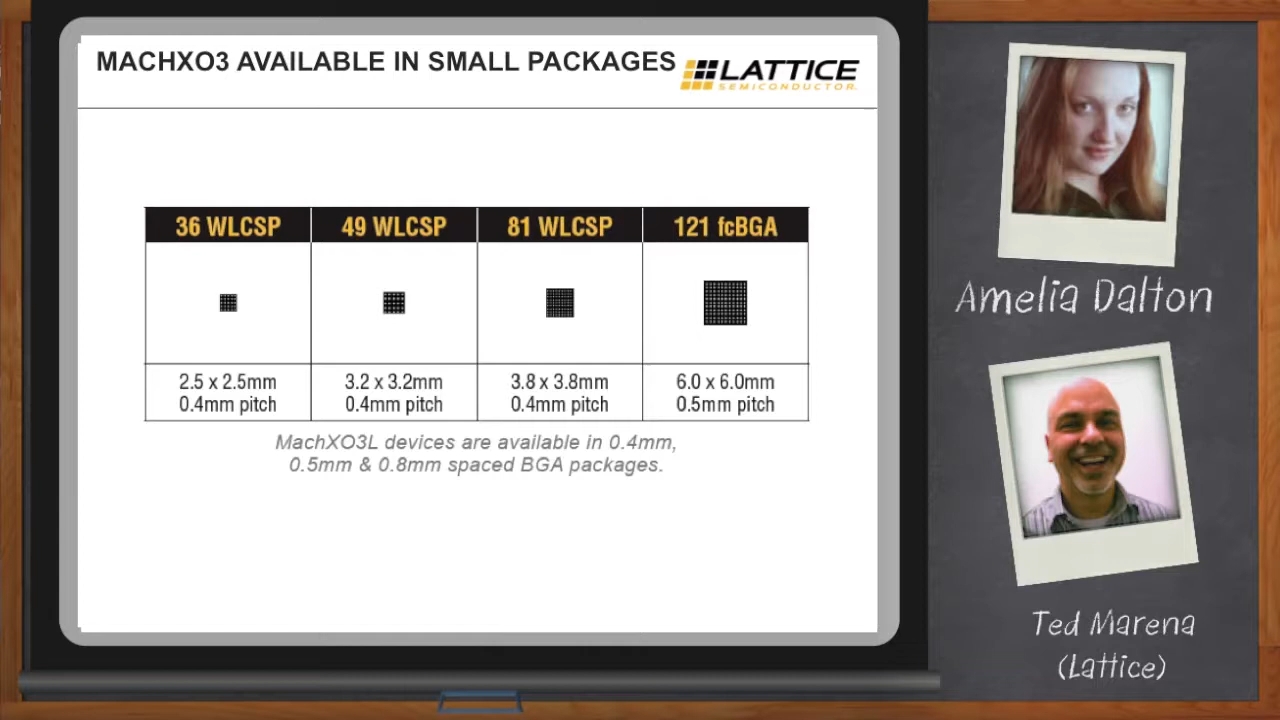 MACHXO3 AVAILABLE IN SMALL PACKAGES
LATTICE
SEMICONDUCTOR.
36 WLCSP
49 WLCSP
81 WLCSP
121 fcBGA
2.5 x 2.5mm
0.4mm pitch
3.2 x 3.2mm
0.4mm pitch
3.8 x 3.8mm
0.4mm pitch
6.0 x 6.0mm
0.5mm pitch
MachXO3L devices are available in 0.4mm,
0.5mm & 0.8mm spaced BGA packages.
Amelia Dalton
Ted Marena
(Lattice)